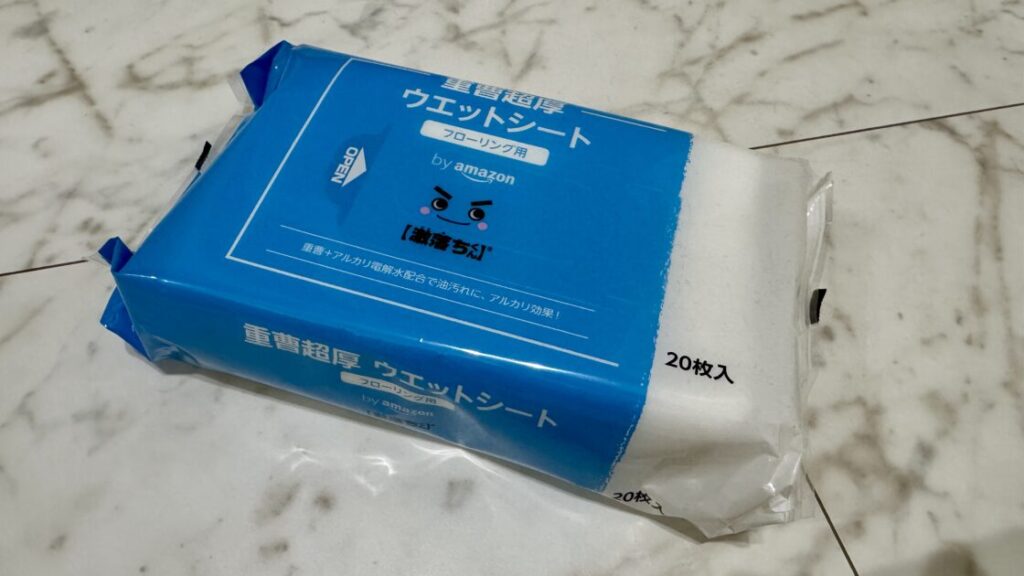 重曹超厚
ウエットシート
フローリング用
by amazon
OPEN
【激落ちくん】®
重曹+アルカリ電解水配合で油汚れに、アルカリ効果!
20枚入
重曹超厚 ウエットシート
フローリング用
by amazon
20枚入